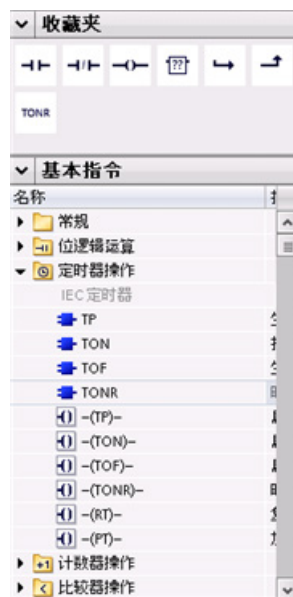 收藏夹
??
TONR
基本指令
名称
常规
位逻辑运算
定时器操作
IEC 定时器
TP
TON
TOF
TONR
-(TP)-
-(TON)-
-(TOF)-
-(TONR)-
-(RT)-
-(PT)-
计数器操作
比较器操作